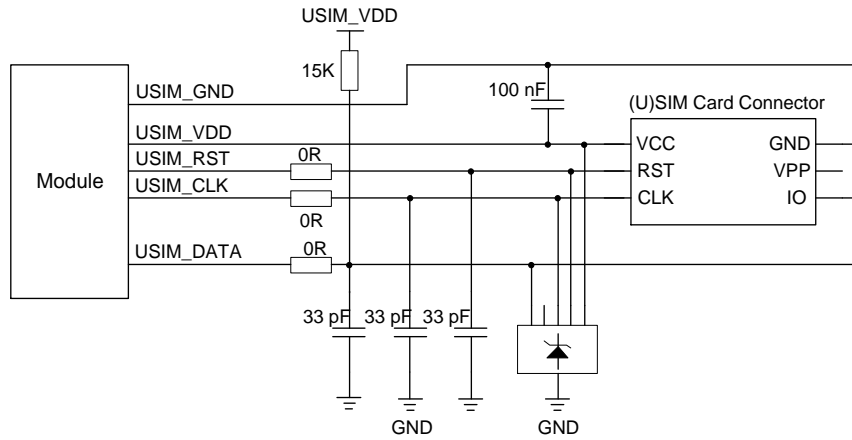 USIM_VDD
15K
USIM_GND
100 nF
(U)SIM Card Connector
USIM_VDD
VCC
GND
USIM_RST
0R
RST
VPP
Module
USIM_CLK
CLK
IO
0R
USIM_DATA
0R
33 pF
33 pF
33 pF
GND
GND